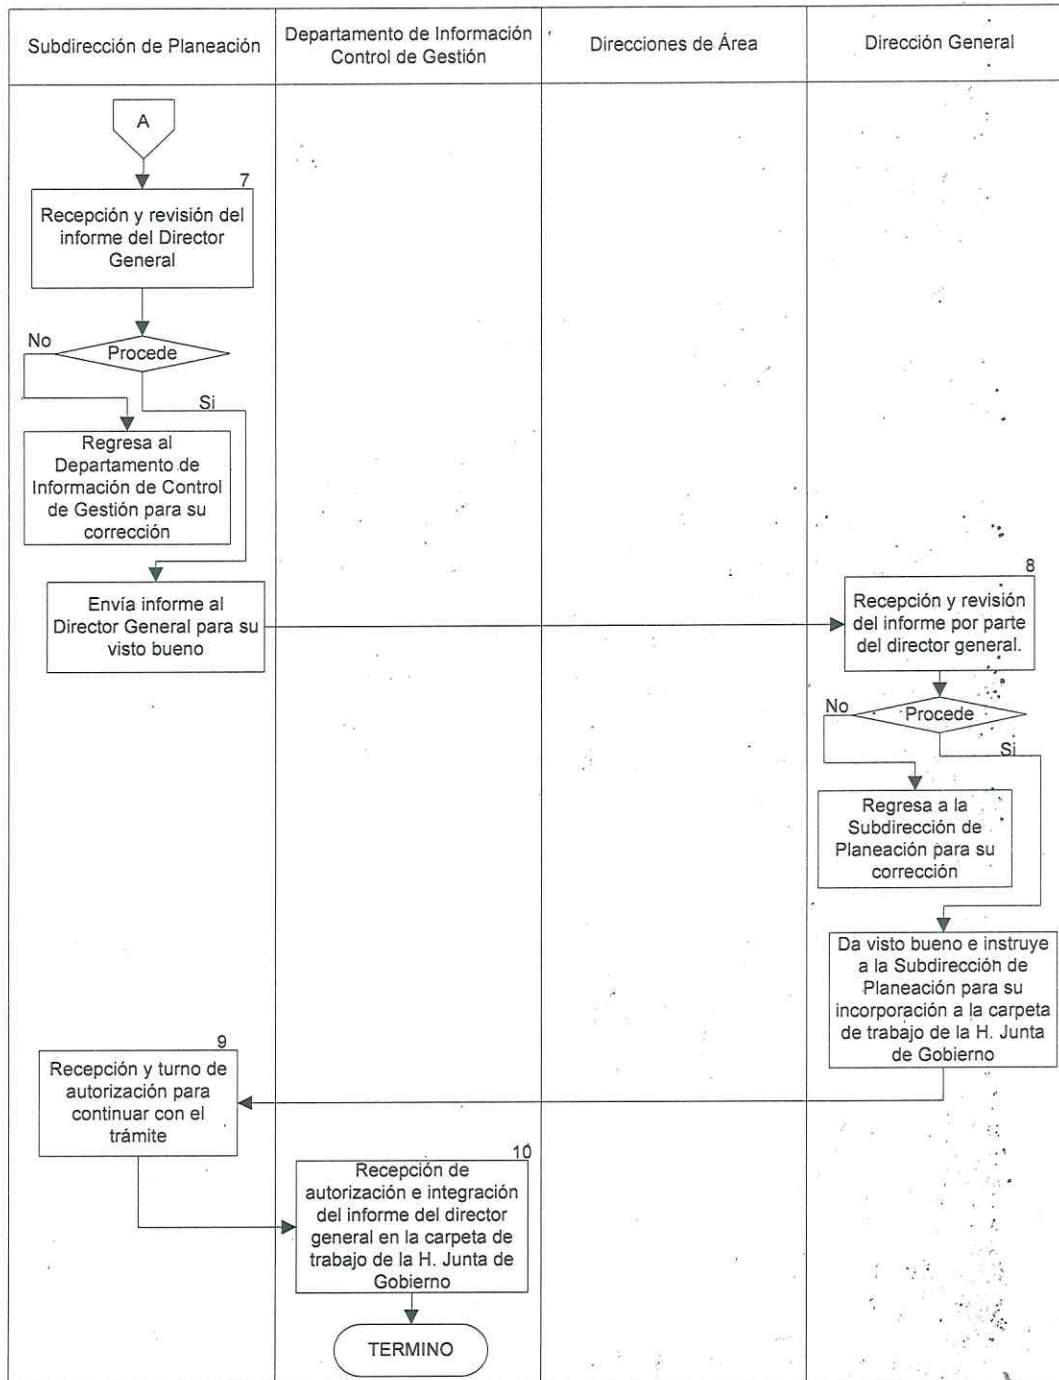 Subdirección de Planeación
Departamento de Información
Control de Gestión
Direcciones de Área
Dirección General
A
7
Recepción y revisión del
informe del Director
General
No
Procede
Si
Regresa al
Departamento de
Información de Control
de Gestión para su
corrección
Envía informe al
Director General para su
visto bueno
8
Recepción y revisión
del informe por parte
del director general.
No
Procede
Si
Regresa a la
Subdirección de
Planeación para su
corrección
Da visto bueno e instruye
a la Subdirección de
Planeación para su
incorporación a la carpeta
de trabajo de la H. Junta
de Gobierno
9
Recepción y turno de
autorización para
continuar con el
trámite
10
Recepción de
autorización e integración
del informe del director
general en la carpeta de
trabajo de la H. Junta de
Gobierno
TERMINO